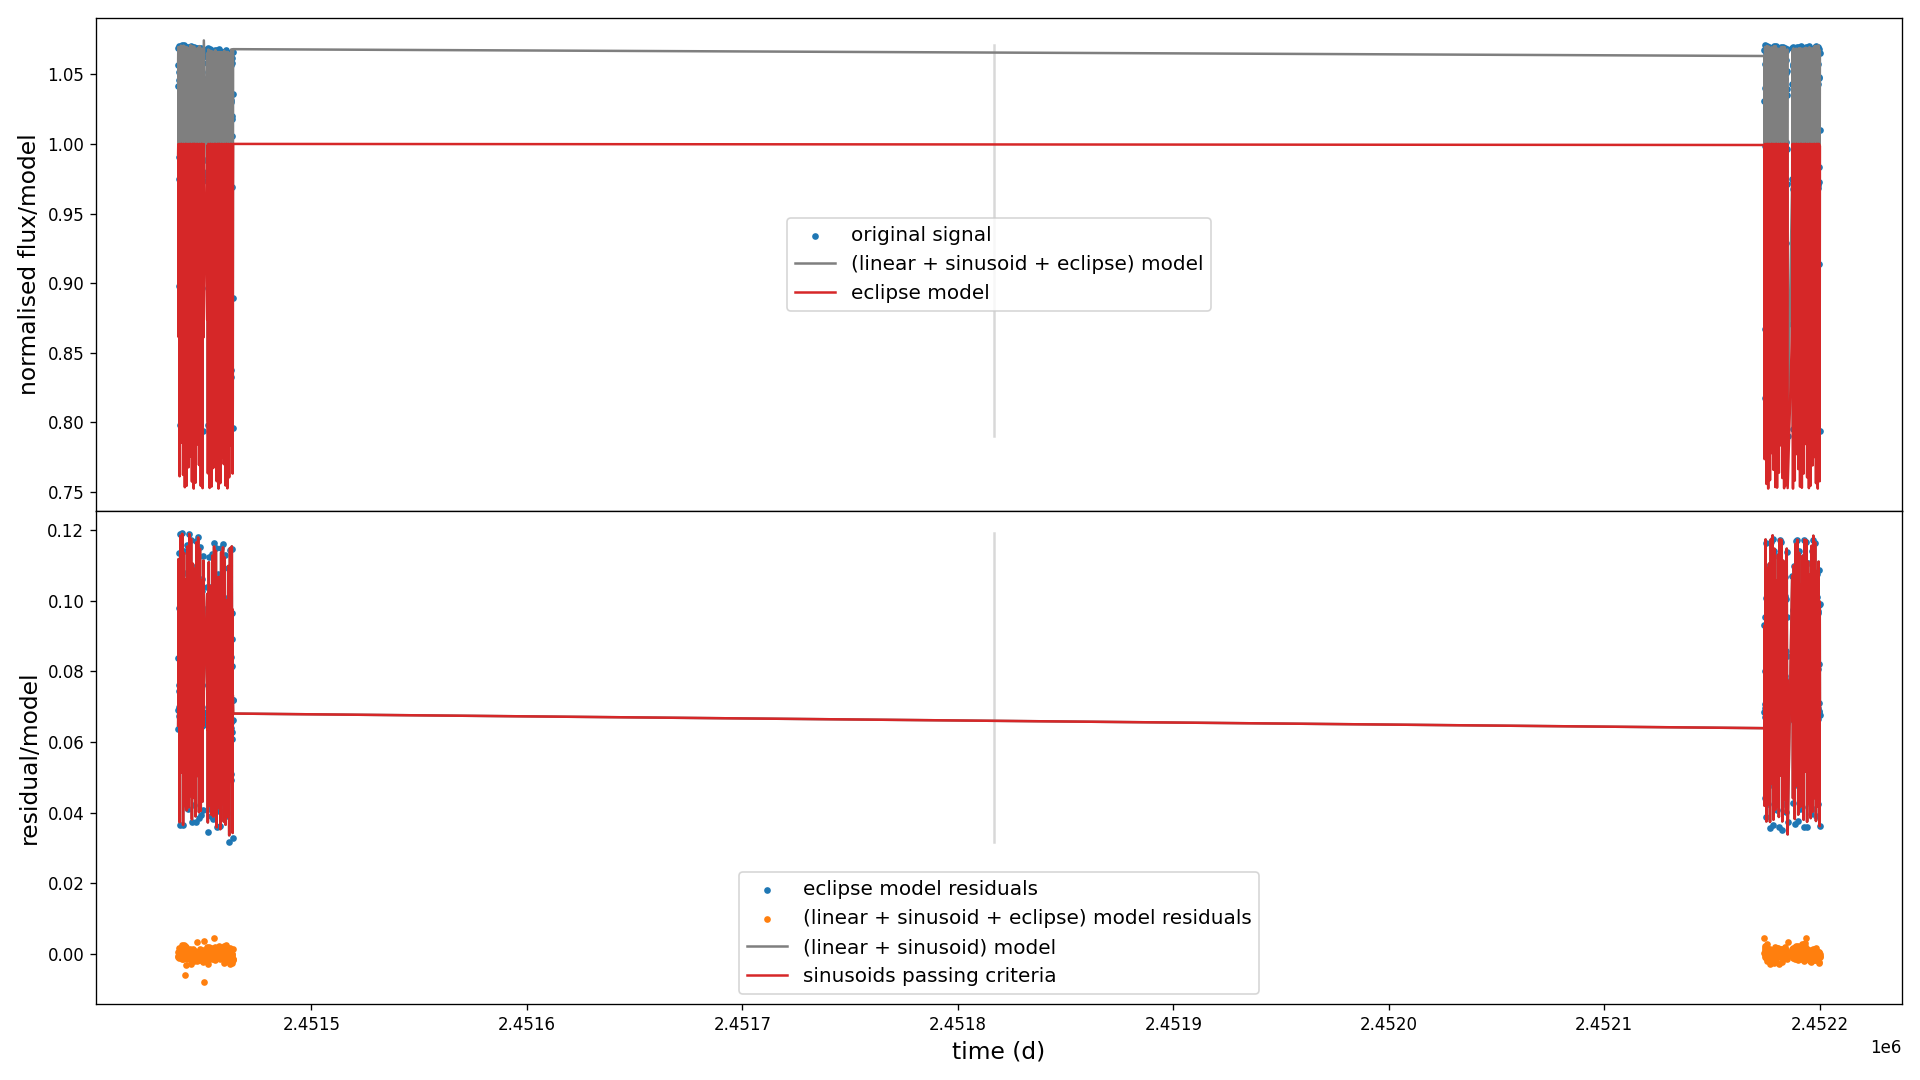 normalised flux/model
1.05
1.00
0.95
0.90
0.85
0.80
0.75
original signal
(linear + sinusoid + eclipse) model
eclipse model
residual/model
0.12
0.10
0.08
0.06
0.04
0.02
0.00
eclipse model residuals
(linear + sinusoid + eclipse) model residuals
(linear + sinusoid) model
sinusoids passing criteria
2.4515 2.4516 2.4517 2.4518 2.4519 2.4520 2.4521 2.4522
time (d)
1e6